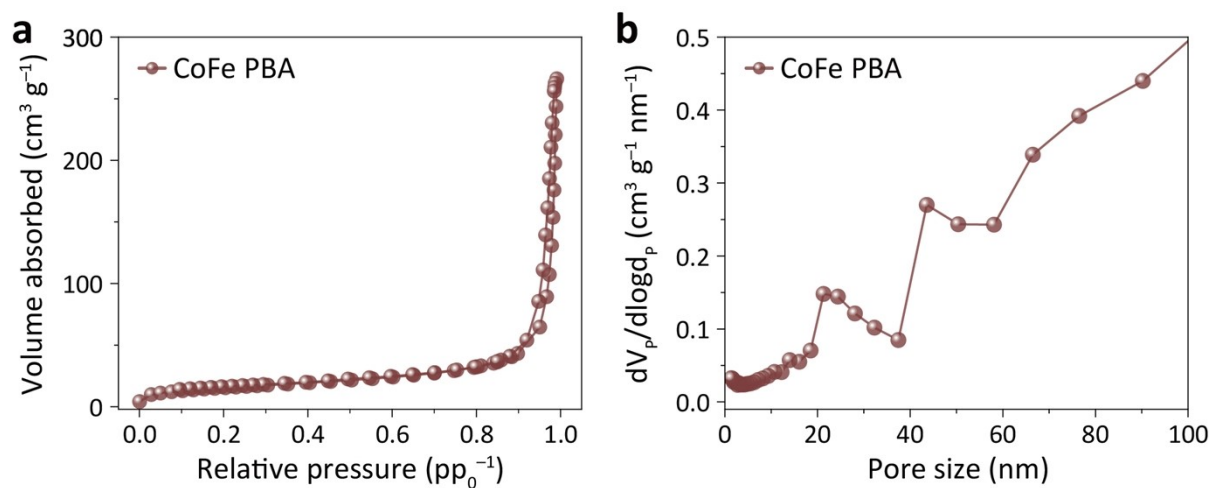 a
CoFe PBA
Volume absorbed (cm³ g⁻¹)
300
200
100
0
0.0 0.2 0.4 0.6 0.8 1.0
Relative pressure (pp₀⁻¹)
b
CoFe PBA
dVₚ/dlogdₚ (cm³ g⁻¹ nm⁻¹)
0.5
0.4
0.3
0.2
0.1
0.0
0 20 40 60 80 100
Pore size (nm)